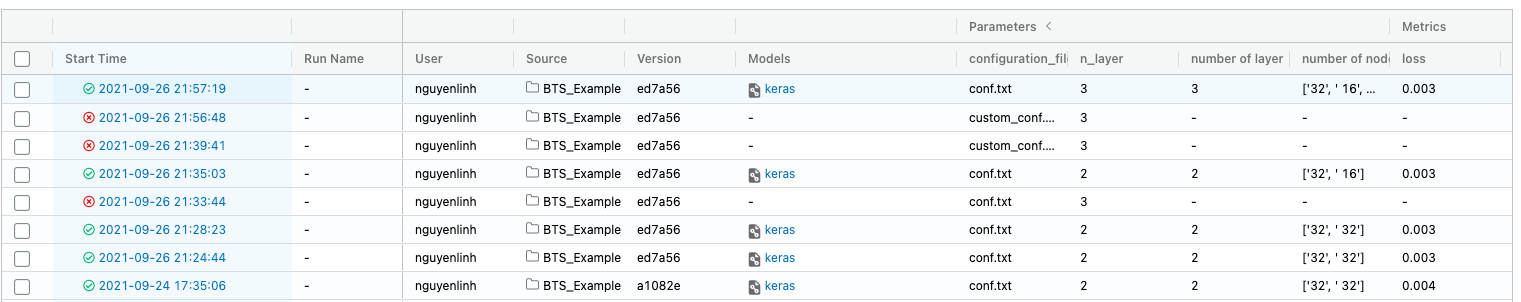 Parameters <
Metrics
Start Time Run Name User Source Version Models configuration_fil n_layer number of layer number of node loss
2021-09-26 21:57:19 - nguyenlinh BTS_Example ed7a56 keras conf.txt 3 3 ['32', ' 16', ... 0.003
2021-09-26 21:56:48 - nguyenlinh BTS_Example ed7a56 - custom_conf.... 3 - - -
2021-09-26 21:39:41 - nguyenlinh BTS_Example ed7a56 - custom_conf.... 3 - - -
2021-09-26 21:35:03 - nguyenlinh BTS_Example ed7a56 keras conf.txt 2 2 ['32', ' 16'] 0.003
2021-09-26 21:33:44 - nguyenlinh BTS_Example ed7a56 - conf.txt 3 - - -
2021-09-26 21:28:23 - nguyenlinh BTS_Example ed7a56 keras conf.txt 2 2 ['32', ' 32'] 0.003
2021-09-26 21:24:44 - nguyenlinh BTS_Example ed7a56 keras conf.txt 2 2 ['32', ' 32'] 0.003
2021-09-24 17:35:06 - nguyenlinh BTS_Example a1082e keras conf.txt 2 2 ['32', ' 32'] 0.004